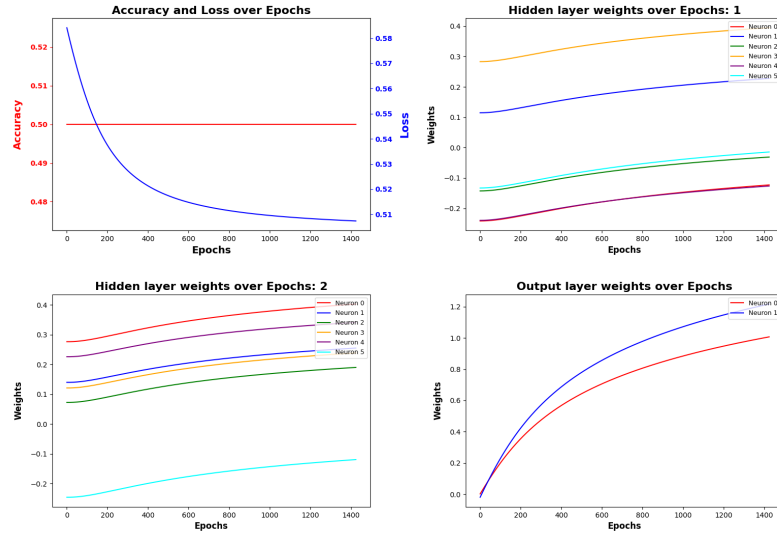 Accuracy and Loss over Epochs
0.52
0.51
0.50
0.49
0.48
Accuracy
0.58
0.57
0.56
0.55
0.54
0.53
0.52
0.51
Loss
0 200 400 600 800 1000 1200 1400
Epochs
Hidden layer weights over Epochs: 1
0.4
0.3
0.2
0.1
0.0
−0.1
−0.2
Weights
Neuron 0
Neuron 1
Neuron 2
Neuron 3
Neuron 4
Neuron 5
0 200 400 600 800 1000 1200 1400
Epochs
Hidden layer weights over Epochs: 2
0.4
0.3
0.2
0.1
0.0
−0.1
−0.2
Weights
Neuron 0
Neuron 1
Neuron 2
Neuron 3
Neuron 4
Neuron 5
0 200 400 600 800 1000 1200 1400
Epochs
Output layer weights over Epochs
1.2
1.0
0.8
0.6
0.4
0.2
0.0
Weights
Neuron 0
Neuron 1
0 200 400 600 800 1000 1200 1400
Epochs